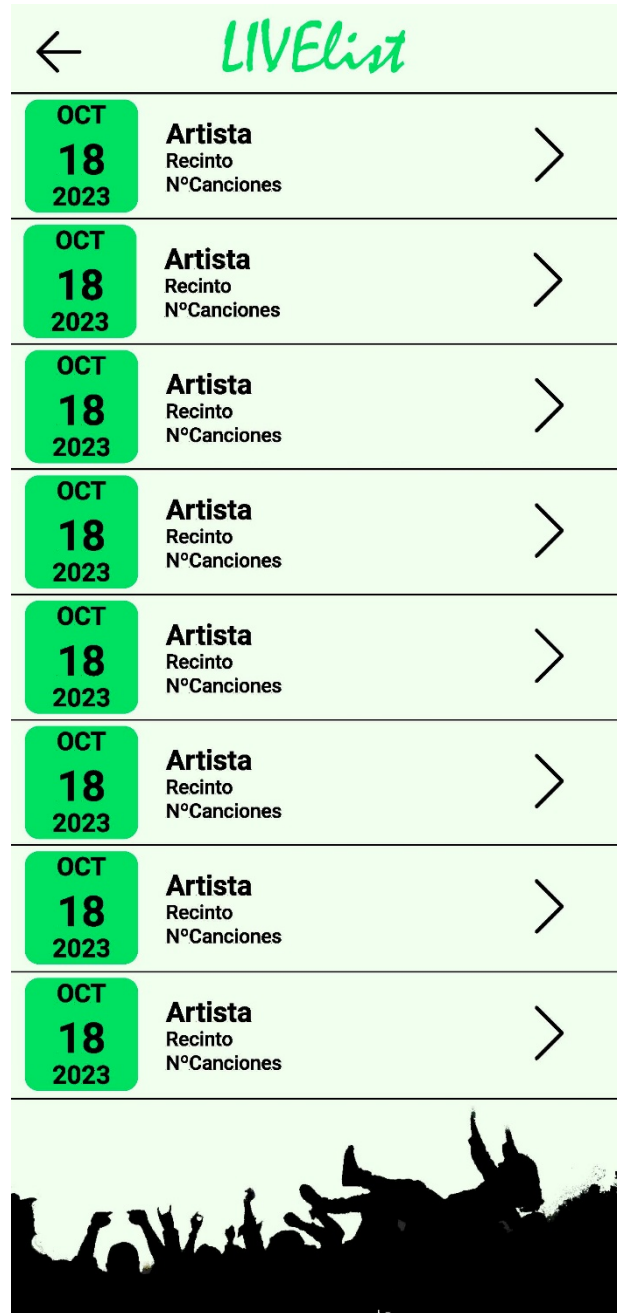 LIVElist
OCT
18
2023
Artista
Recinto
NºCanciones
OCT
18
2023
Artista
Recinto
NºCanciones
OCT
18
2023
Artista
Recinto
NºCanciones
OCT
18
2023
Artista
Recinto
NºCanciones
OCT
18
2023
Artista
Recinto
NºCanciones
OCT
18
2023
Artista
Recinto
NºCanciones
OCT
18
2023
Artista
Recinto
NºCanciones
OCT
18
2023
Artista
Recinto
NºCanciones